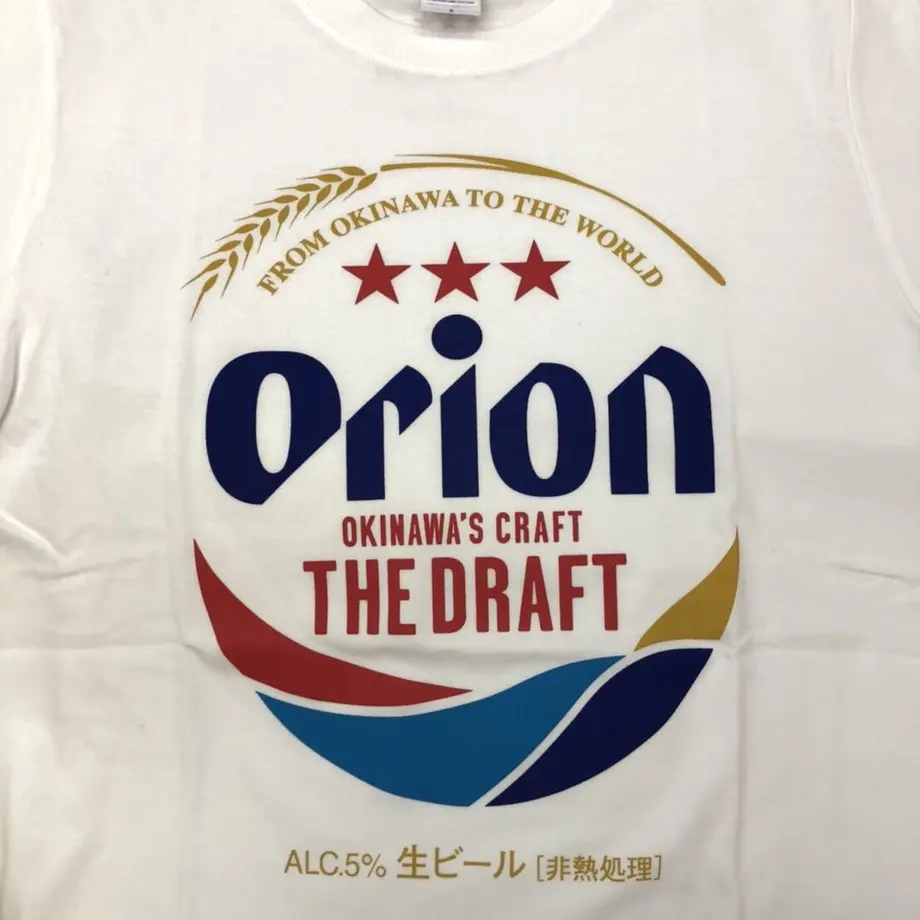 FROM OKINAWA TO THE WORLD
Orion
OKINAWA'S CRAFT
THE DRAFT
ALC.5% 生ビール [非熱処理]